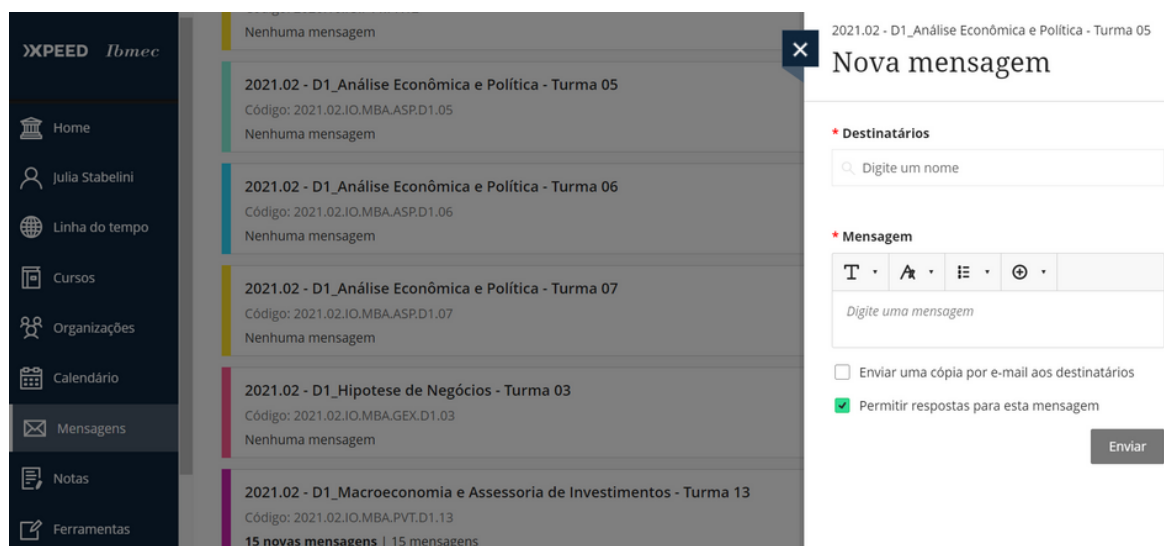 XPEED Ibmec
Home
Julia Stabelini
Linha do tempo
Cursos
Organizações
Calendário
Mensagens
Notas
Ferramentas
Nenhuma mensagem
2021.02 - D1_Análise Econômica e Política - Turma 05
Código: 2021.02.IO.MBA.ASP.D1.05
Nenhuma mensagem
2021.02 - D1_Análise Econômica e Política - Turma 06
Código: 2021.02.IO.MBA.ASP.D1.06
Nenhuma mensagem
2021.02 - D1_Análise Econômica e Política - Turma 07
Código: 2021.02.IO.MBA.ASP.D1.07
Nenhuma mensagem
2021.02 - D1_Hipotese de Negócios - Turma 03
Código: 2021.02.IO.MBA.GEX.D1.03
Nenhuma mensagem
2021.02 - D1_Macroeconomia e Assessoria de Investimentos - Turma 13
Código: 2021.02.IO.MBA.PVT.D1.13
15 novas mensagens | 15 mensagens
2021.02 - D1_Análise Econômica e Política - Turma 05
Nova mensagem
* Destinatários
Digite um nome
* Mensagem
Digite uma mensagem
Enviar uma cópia por e-mail aos destinatários
Permitir respostas para esta mensagem
Enviar